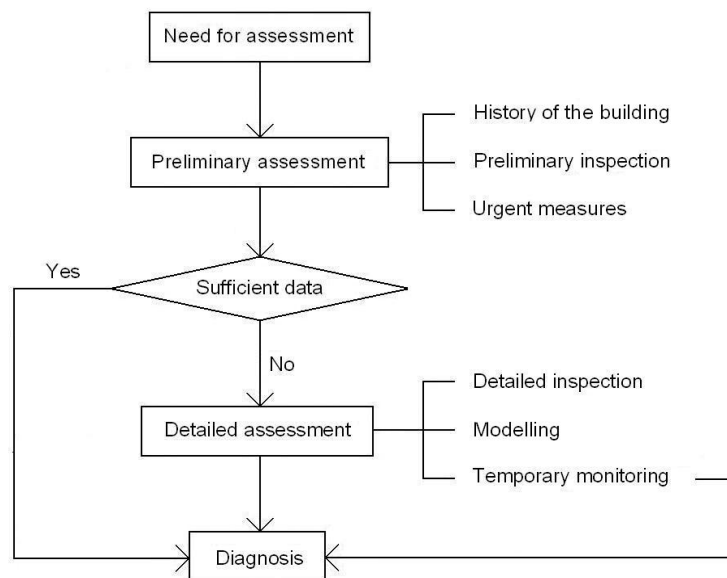 Need for assessment
Preliminary assessment
History of the building
Preliminary inspection
Urgent measures
Yes
Sufficient data
No
Detailed assessment
Detailed inspection
Modelling
Temporary monitoring
Diagnosis